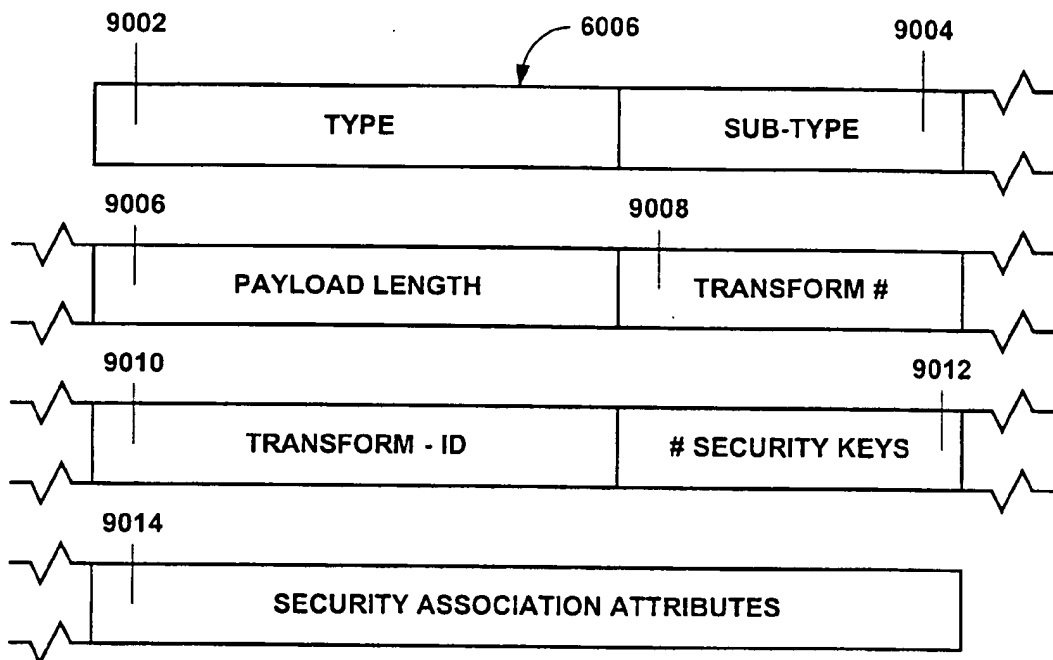 9002 6006 9004
TYPE SUB-TYPE
9006 9008
PAYLOAD LENGTH TRANSFORM #
9010 9012
TRANSFORM - ID # SECURITY KEYS
9014
SECURITY ASSOCIATION ATTRIBUTES